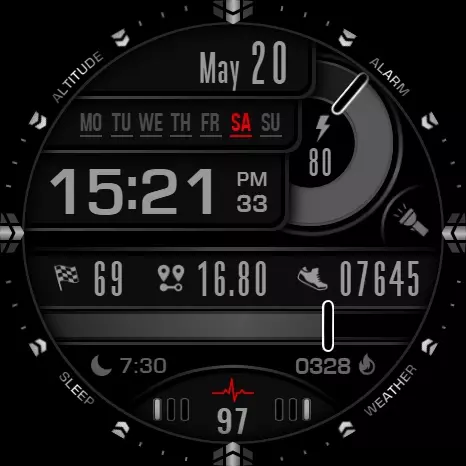 ALTITUDE
ALARM
May 20
MO TU WE TH FR SA SU
80
15:21 PM 33
69 16.80 07645
7:30 0328
SLEEP
97
WEATHER